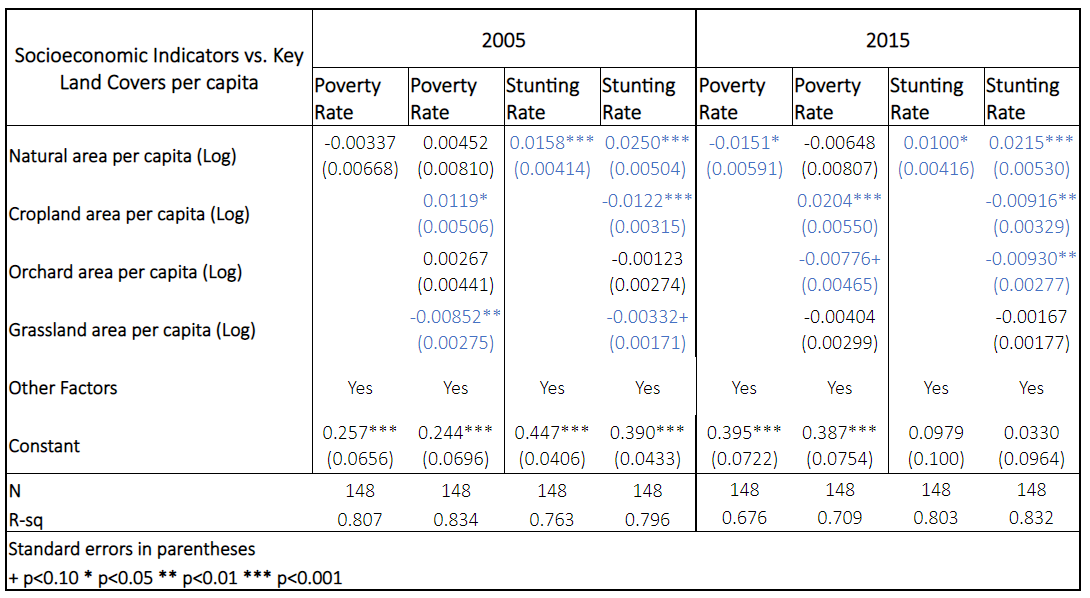 Socioeconomic Indicators vs. Key Land Covers per capita 2005 2015
Poverty Rate Poverty Rate Stunting Rate Stunting Rate Poverty Rate Poverty Rate Stunting Rate Stunting Rate
Natural area per capita (Log) -0.00337 0.00452 0.0158*** 0.0250*** -0.0151* -0.00648 0.0100* 0.0215***
(0.00668) (0.00810) (0.00414) (0.00504) (0.00591) (0.00807) (0.00416) (0.00530)
Cropland area per capita (Log) 0.0119* -0.0122*** 0.0204*** -0.00916**
(0.00506) (0.00315) (0.00550) (0.00329)
Orchard area per capita (Log) 0.00267 -0.00123 -0.00776+ -0.00930**
(0.00441) (0.00274) (0.00465) (0.00277)
Grassland area per capita (Log) -0.00852** -0.00332+ -0.00404 -0.00167
(0.00275) (0.00171) (0.00299) (0.00177)
Other Factors Yes Yes Yes Yes Yes Yes Yes Yes
Constant 0.257*** 0.244*** 0.447*** 0.390*** 0.395*** 0.387*** 0.0979 0.0330
(0.0656) (0.0696) (0.0406) (0.0433) (0.0722) (0.0754) (0.100) (0.0964)
N 148 148 148 148 148 148 148 148
R-sq 0.807 0.834 0.763 0.796 0.676 0.709 0.803 0.832
Standard errors in parentheses
+ p<0.10 * p<0.05 ** p<0.01 *** p<0.001